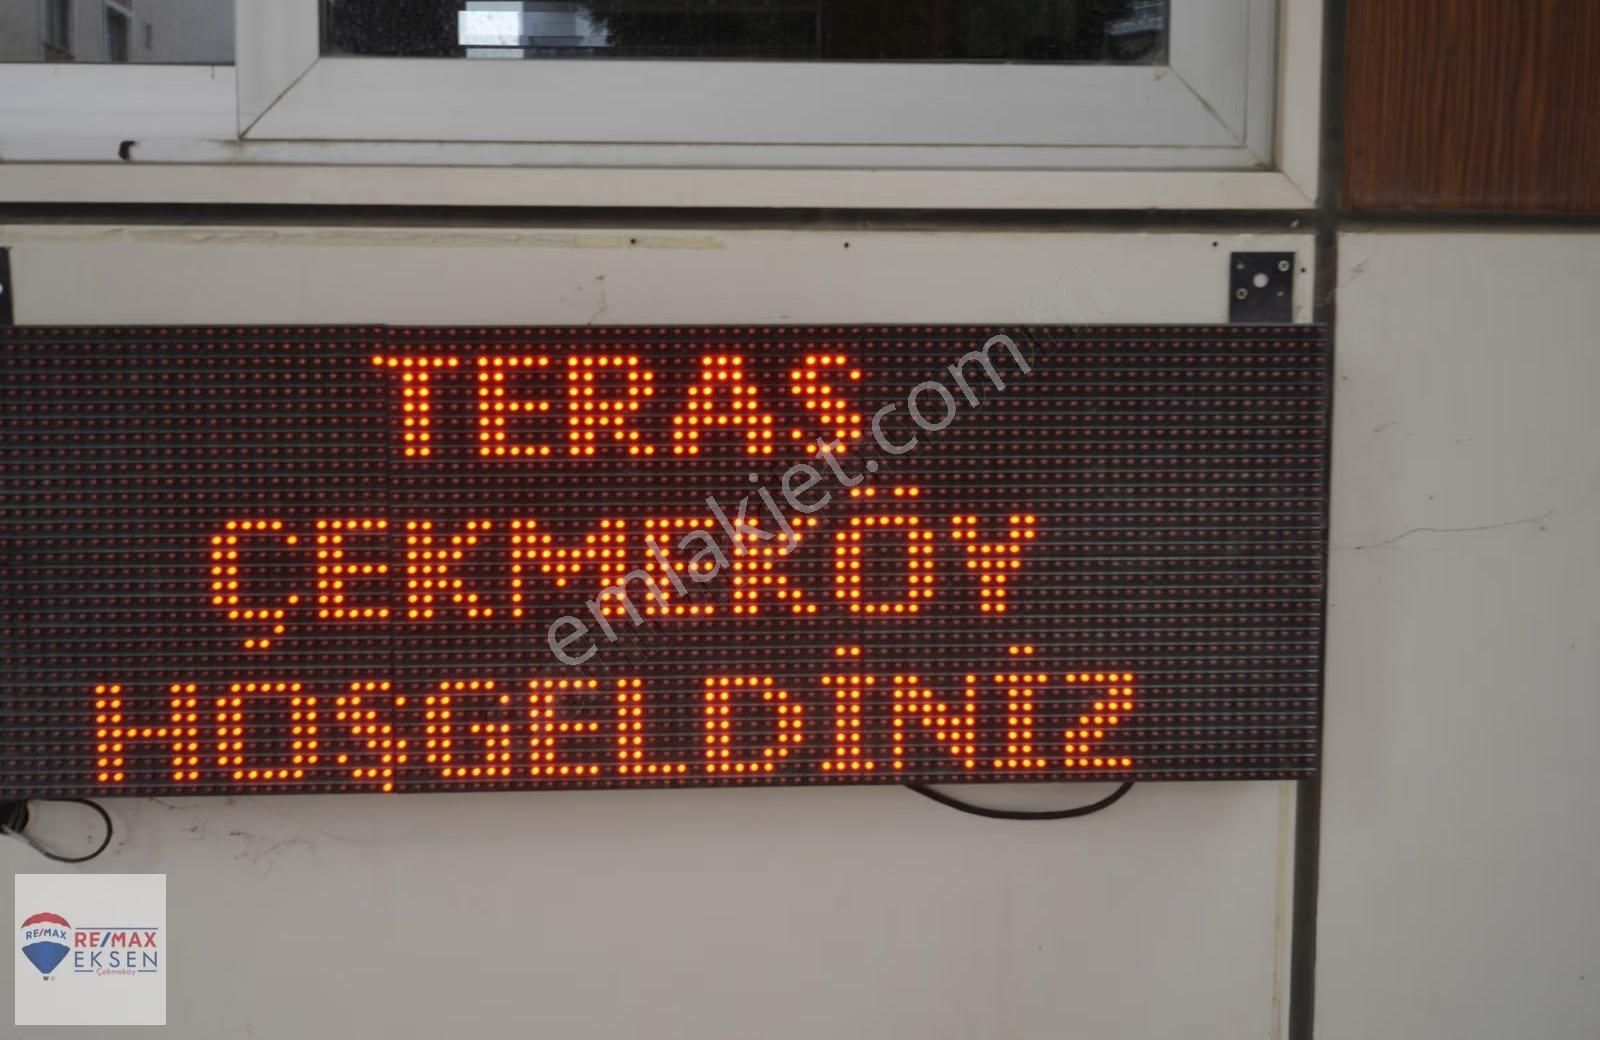 TERAS
ÇEKMEKÖY
HOŞGELDİNİZ
emlakjet.com
RE/MAX
RE/MAX
EKSEN
Çekmeköy